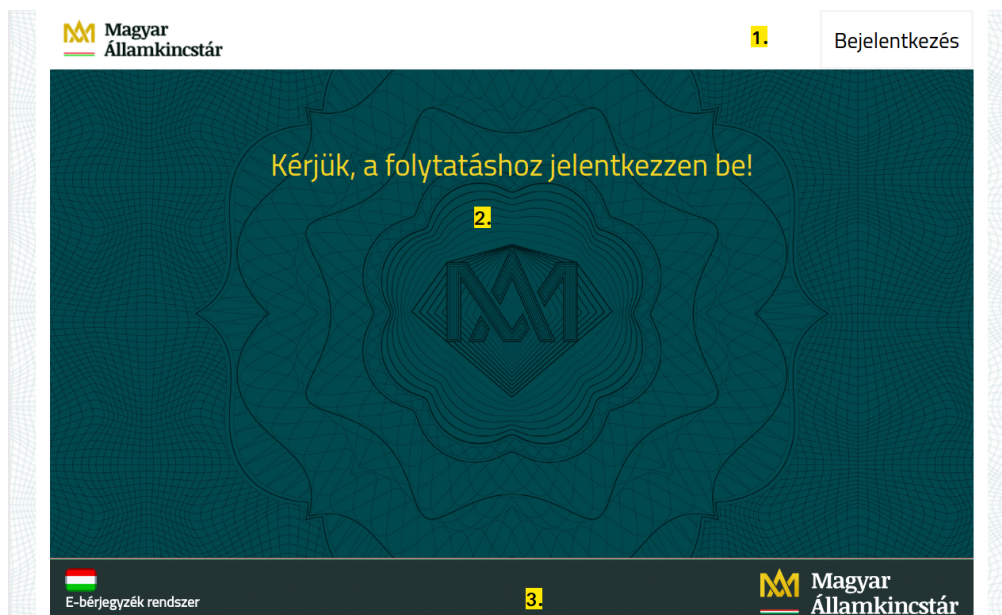 Magyar
Államkincstár
1.
Bejelentkezés
Kérjük, a folytatáshoz jelentkezzen be!
2.
E-bérjegyzék rendszer
3.
Magyar
Államkincstár